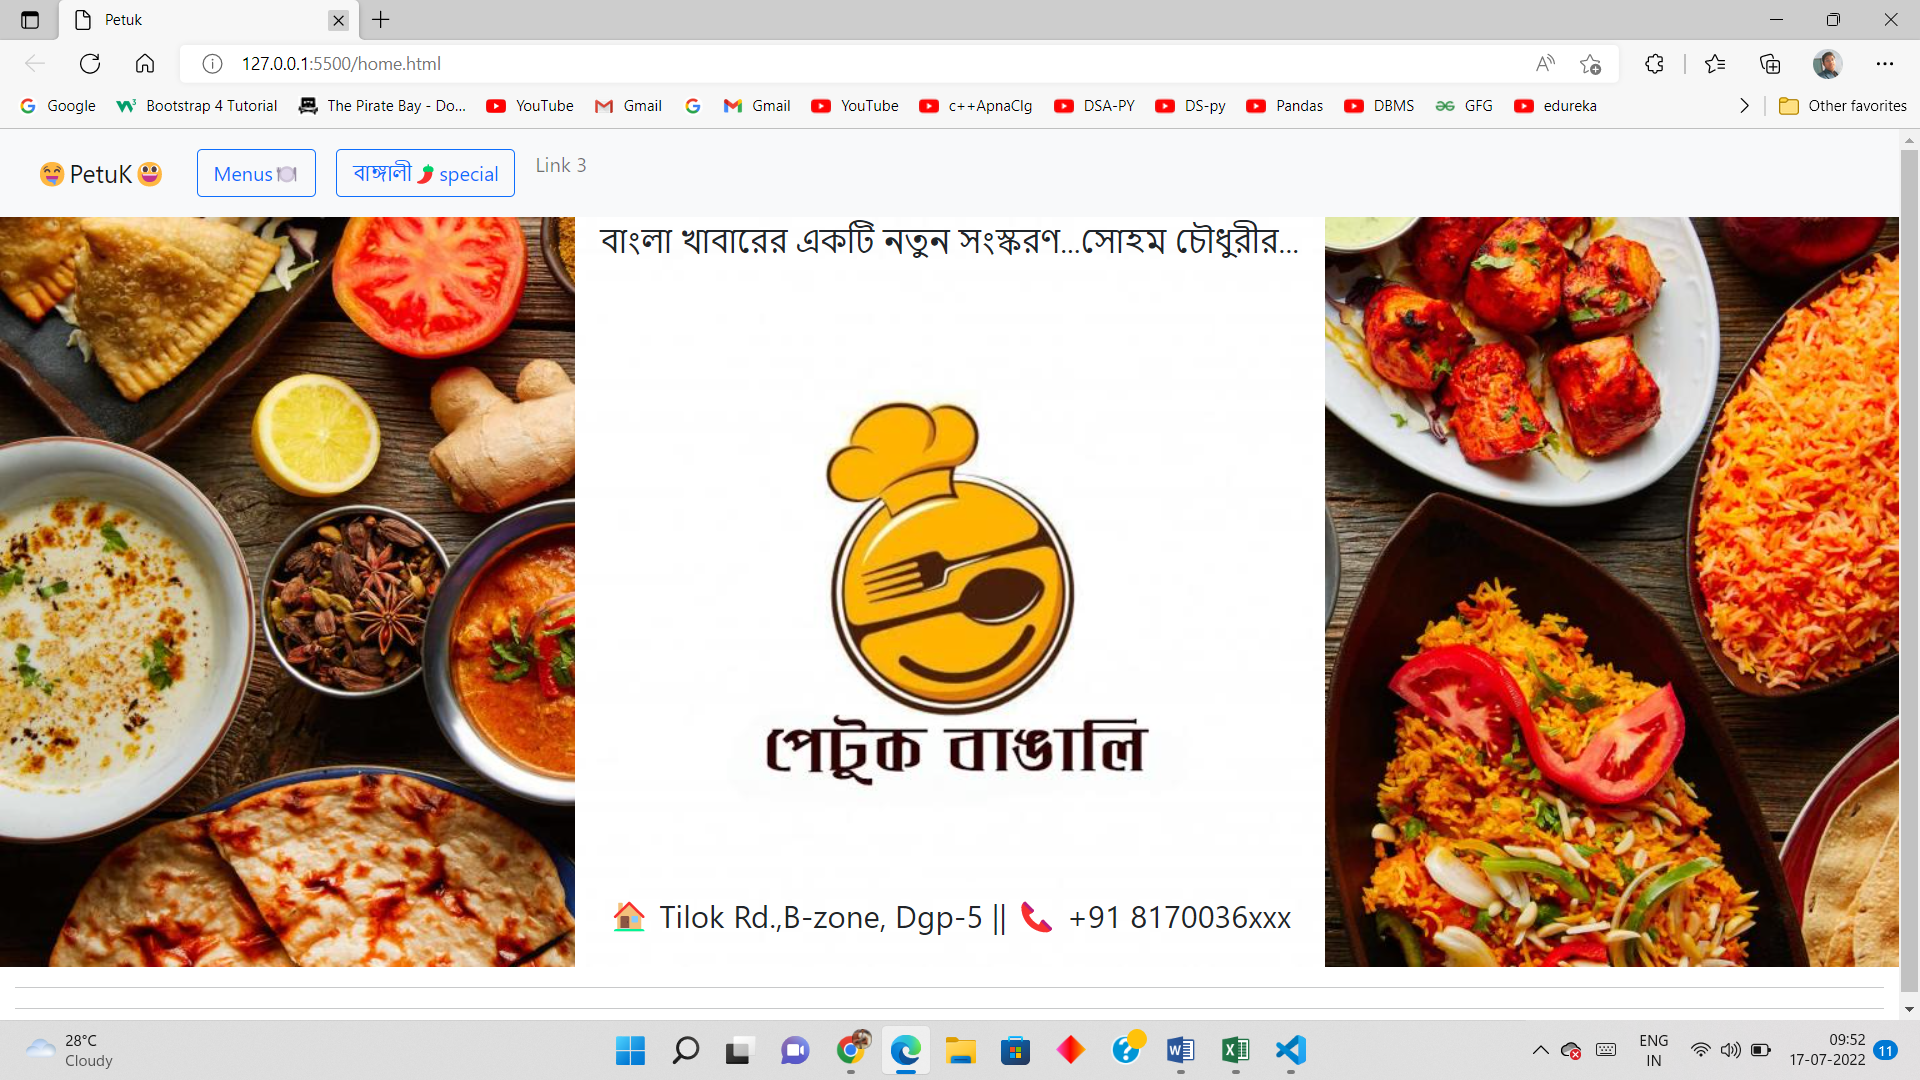 Petuk
127.0.0.1:5500/home.html
Google Bootstrap 4 Tutorial The Pirate Bay - Do... YouTube Gmail Gmail YouTube c++ApnaClg DSA-PY DS-py Pandas DBMS GFG edureka Other favorites
😋 PetuK 😃 Menus🍽️ বাঙ্গালী🌶️special Link 3
বাংলা খাবারের একটি নতুন সংস্করণ...সোহম চৌধুরীর...
পেটুক বাঙালি
🏠 Tilok Rd.,B-zone, Dgp-5 || 📞 +91 8170036xxx
28°C
Cloudy
ENG
IN
09:52
17-07-2022
11